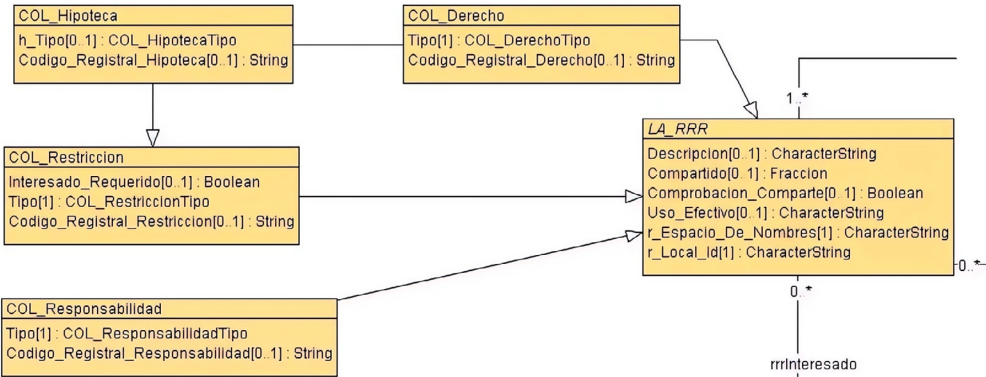 COL_Hipoteca
h_Tipo[0..1] : COL_HipotecaTipo
Codigo_Registral_Hipoteca[0..1] : String
COL_Derecho
Tipo[1] : COL_DerechoTipo
Codigo_Registral_Derecho[0..1] : String
1..*
LA_RRR
Descripcion[0..1] : CharacterString
Compartido[0..1] : Fraccion
Comprobacion_Comparte[0..1] : Boolean
Uso_Efectivo[0..1] : CharacterString
r_Espacio_De_Nombres[1] : CharacterString
r_Local_Id[1] : CharacterString
COL_Restriccion
Interesado_Requerido[0..1] : Boolean
Tipo[1] : COL_RestriccionTipo
Codigo_Registral_Restriccion[0..1] : String
0..*
0..*
COL_Responsabilidad
Tipo[1] : COL_ResponsabilidadTipo
Codigo_Registral_Responsabilidad[0..1] : String
rrrInteresado